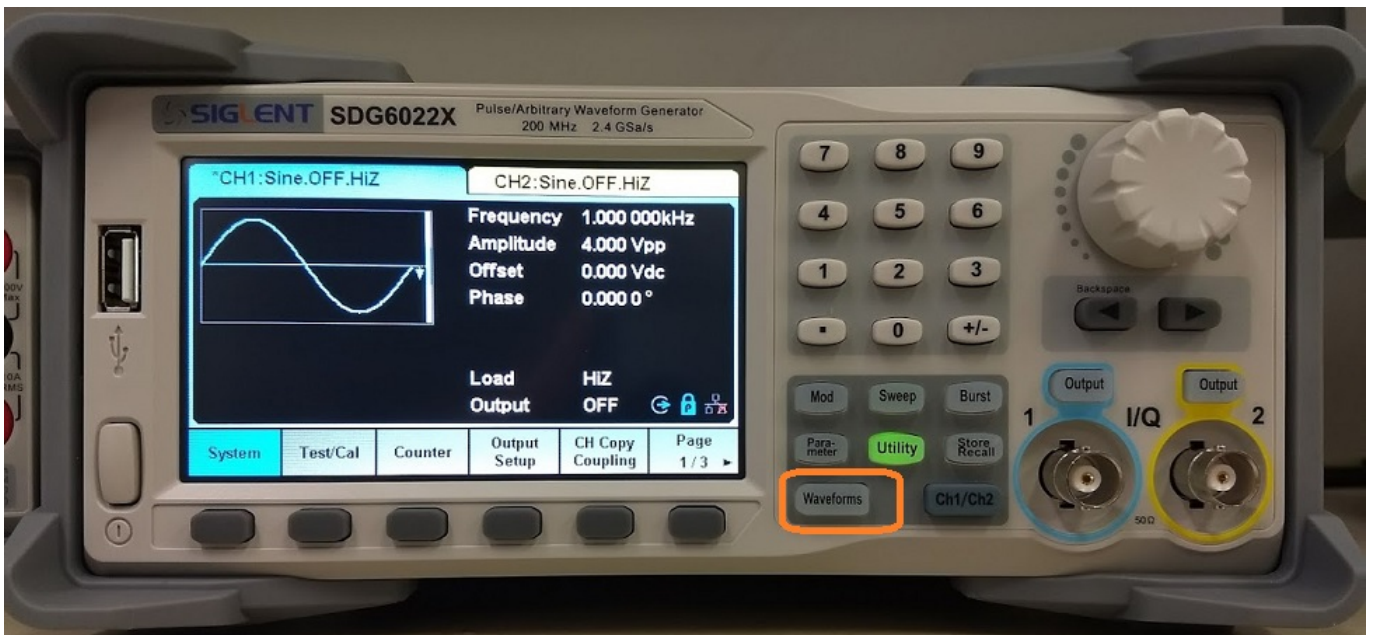 SIGLENT SDG6022X Pulse/Arbitrary Waveform Generator
200 MHz 2.4 GSa/s
*CH1:Sine.OFF.HiZ CH2:Sine.OFF.HiZ
Frequency 1.000 000kHz
Amplitude 4.000 Vpp
Offset 0.000 Vdc
Phase 0.000 0 °
Load HiZ
Output OFF
System Test/Cal Counter Output Setup CH Copy Coupling Page 1/3 ►
7 8 9
4 5 6
1 2 3
. 0 +/-
Backspace
Mod Sweep Burst
Para-meter Utility Store Recall
Waveforms Ch1/Ch2
Output Output
1 I/Q 2
50Ω